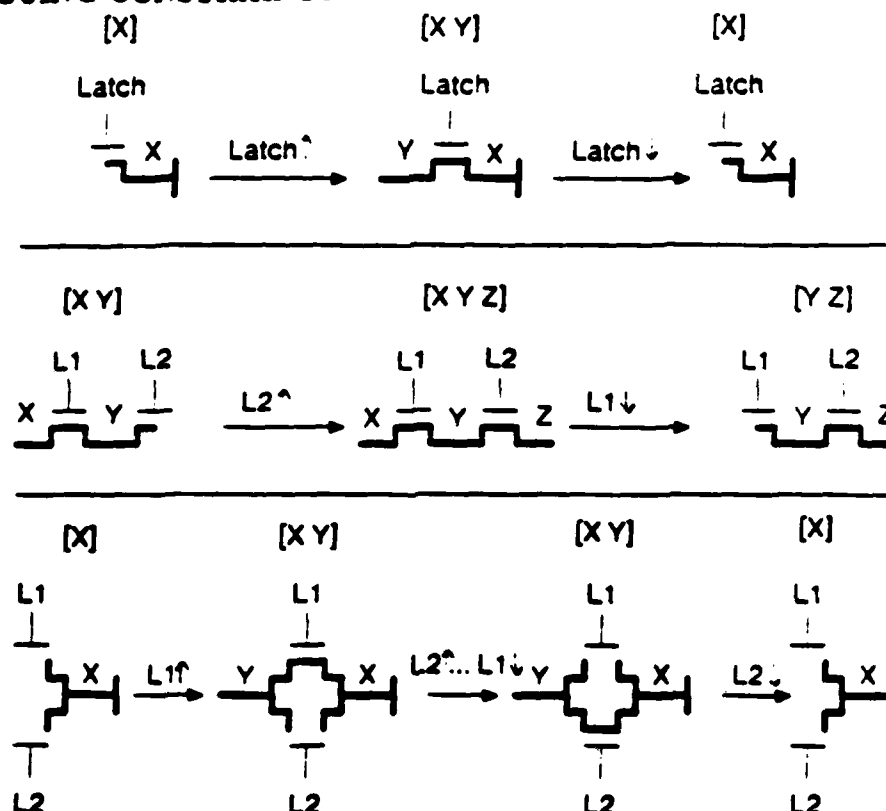 [X] [X Y] [X]
Latch Latch Latch
X Latch↑ Y X Latch↓ X
[X Y] [X Y Z] [Y Z]
L1 L2 L1 L2 L1 L2
X Y L2↑ X Y Z L1↓ Y Z
[X] [X Y] [X Y] [X]
L1 L1 L1 L1
X L1↑ Y X L2↑... L1↓ Y X L2↓ X
L2 L2 L2 L2